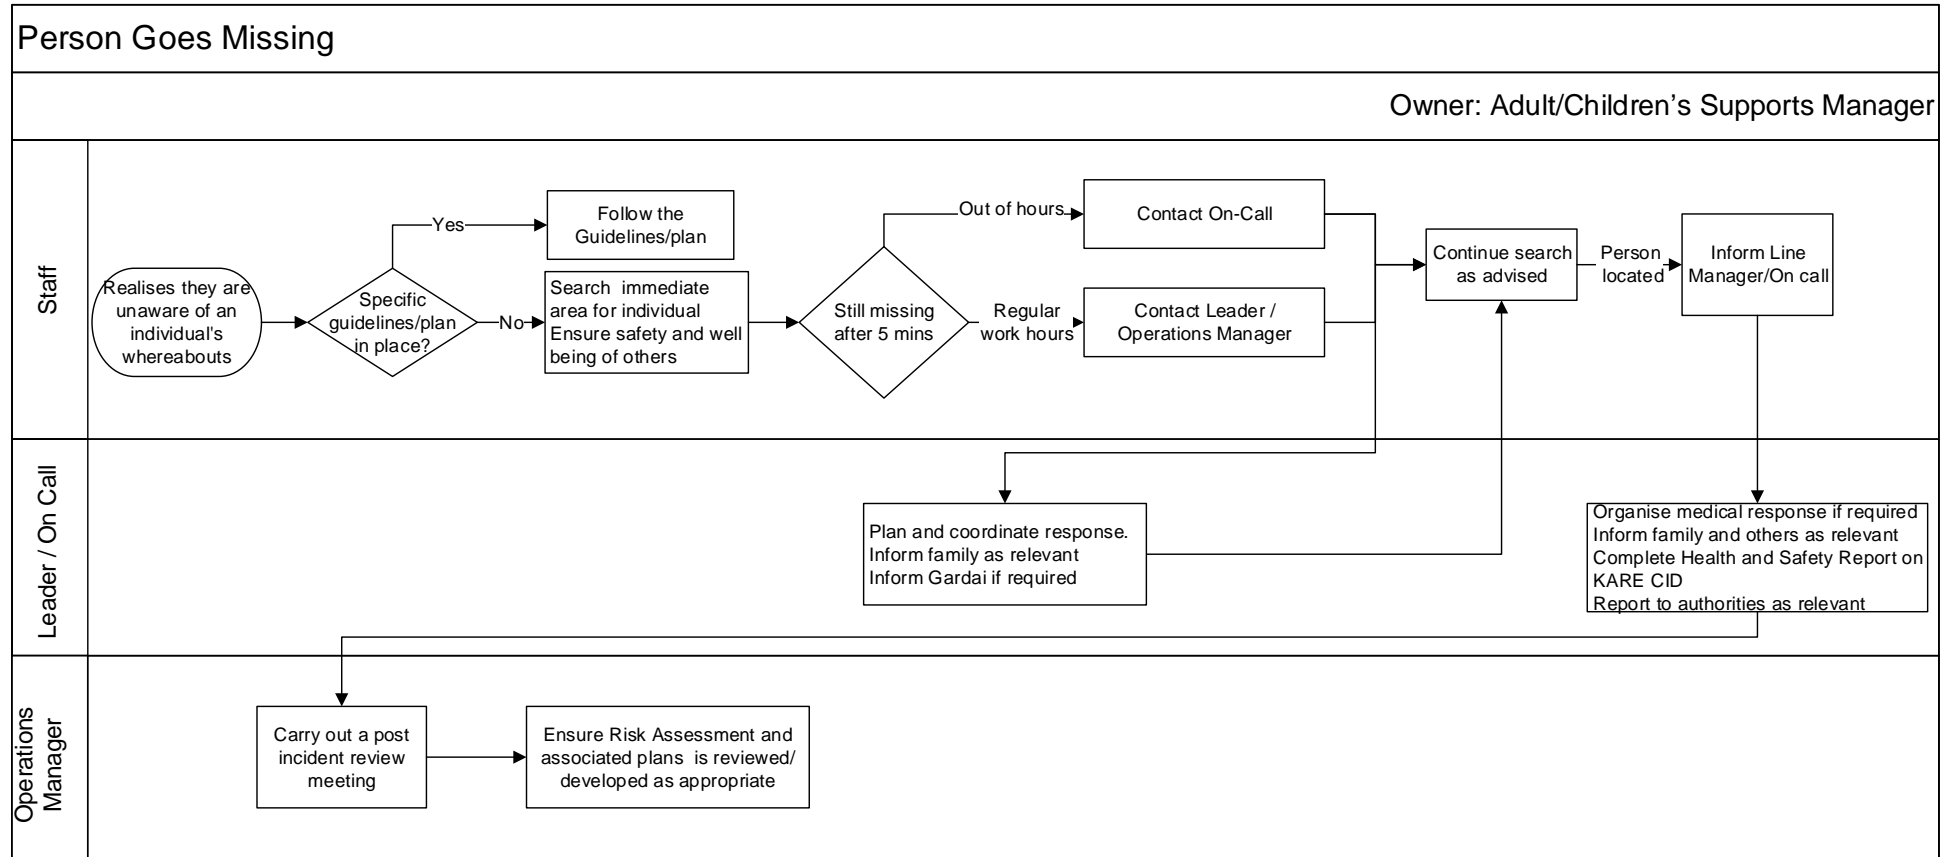 Person Goes Missing
Owner: Adult/Children's Supports Manager
Staff
Realises they are
unaware of an
individual's
whereabouts
Specific
guidelines/plan
in place?
Yes
Follow the
Guidelines/plan
No
Search immediate
area for individual
Ensure safety and well
being of others
Still missing
after 5 mins
Out of hours
Contact On-Call
Regular
work hours
Contact Leader /
Operations Manager
Continue search
as advised
Person
located
Inform Line
Manager/On call
Leader / On Call
Plan and coordinate response.
Inform family as relevant
Inform Gardai if required
Organise medical response if required
Inform family and others as relevant
Complete Health and Safety Report on
KARE CID
Report to authorities as relevant
Operations
Manager
Carry out a post
incident review
meeting
Ensure Risk Assessment and
associated plans is reviewed/
developed as appropriate